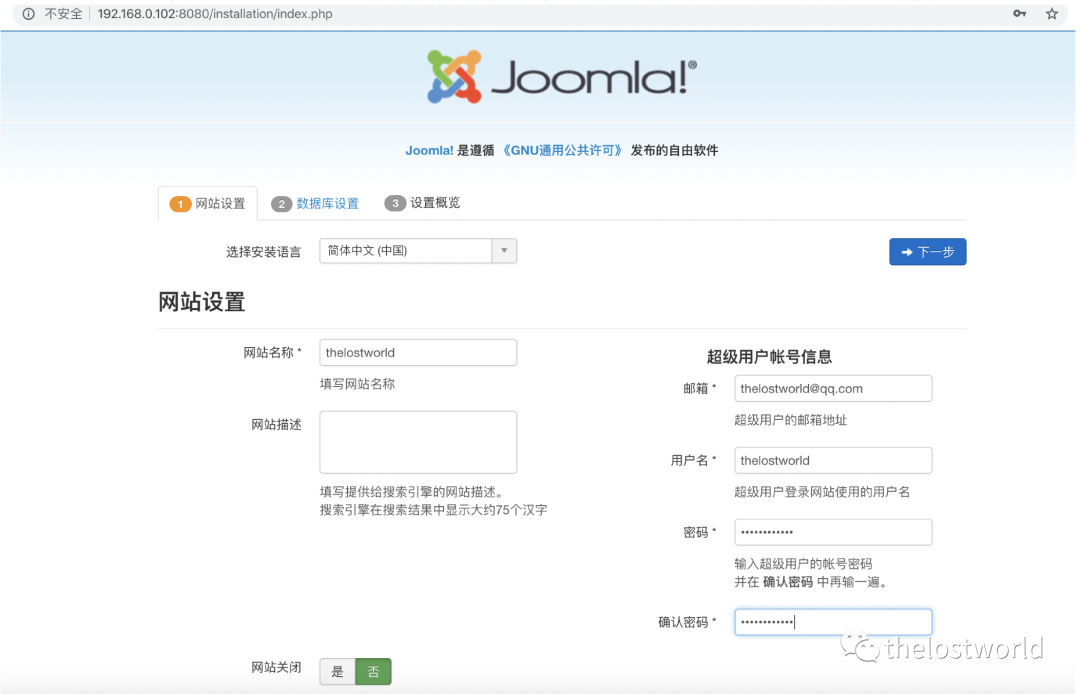 不安全 192.168.0.102:8080/installation/index.php
Joomla!®
Joomla! 是遵循 《GNU通用公共许可》 发布的自由软件
1 网站设置 2 数据库设置 3 设置概览
选择安装语言 简体中文 (中国) 下一步
网站设置
网站名称 * thelostworld
填写网站名称
网站描述
填写提供给搜索引擎的网站描述。
搜索引擎在搜索结果中显示大约75个汉字
超级用户帐号信息
邮箱 * thelostworld@qq.com
超级用户的邮箱地址
用户名 * thelostworld
超级用户登录网站使用的用户名
密码 * ••••••••••••
输入超级用户的帐号密码
并在 确认密码 中再输一遍。
确认密码 * ••••••••••••
网站关闭 是 否
thelostworld